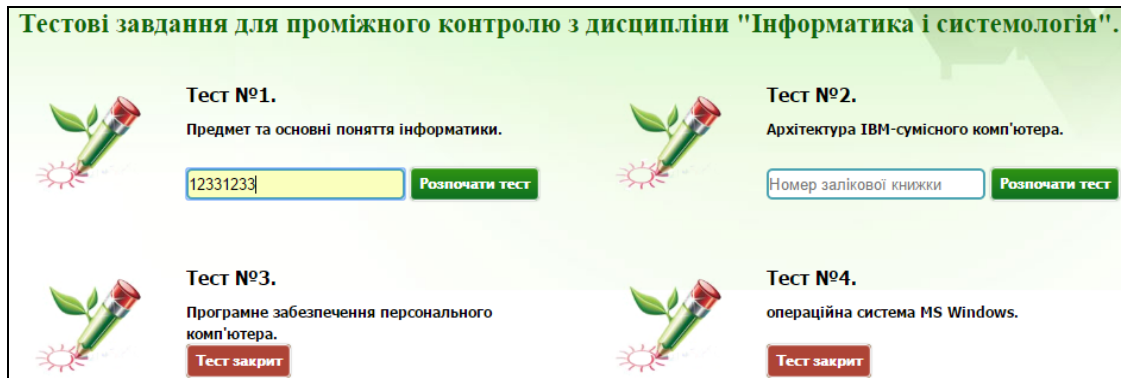 Тестові завдання для проміжного контролю з дисципліни "Інформатика і системологія".
Тест №1.
Предмет та основні поняття інформатики.
12331233
Розпочати тест
Тест №2.
Архітектура IBM-сумісного комп'ютера.
Номер залікової книжки
Розпочати тест
Тест №3.
Програмне забезпечення персонального
комп'ютера.
Тест закрит
Тест №4.
операційна система MS Windows.
Тест закрит